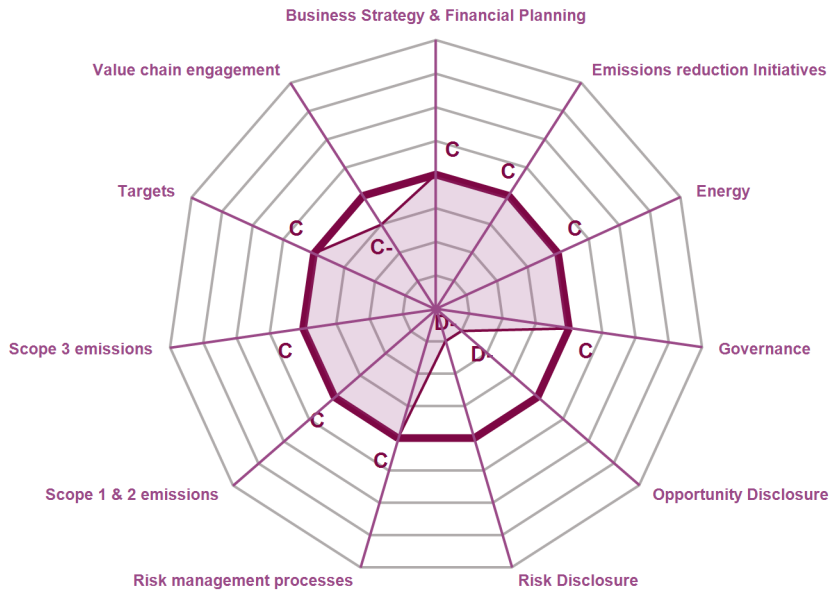 Business Strategy & Financial Planning
Value chain engagement
Emissions reduction Initiatives
C
C
Targets
Energy
C
C
C-
D-
Scope 3 emissions
C
C
Governance
D-
C
C
Scope 1 & 2 emissions
Opportunity Disclosure
Risk management processes
Risk Disclosure